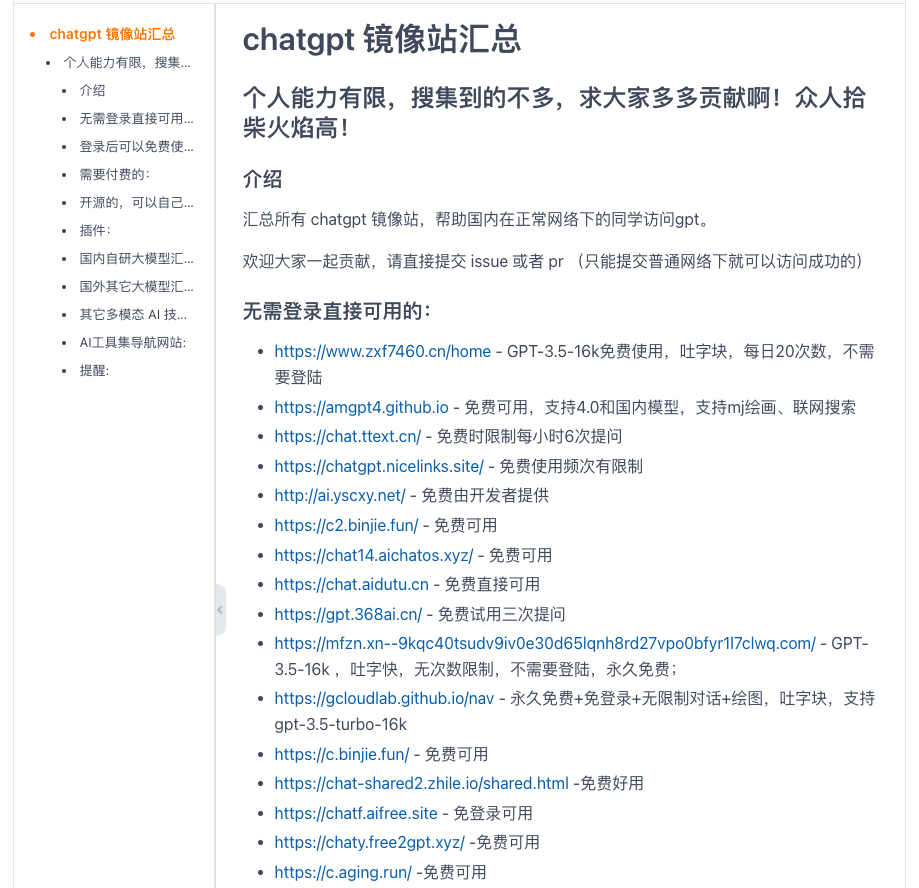 chatgpt 镜像站汇总
个人能力有限，搜集...
介绍
无需登录直接可用...
登录后可以免费使...
需要付费的：
开源的，可以自己...
插件：
国内自研大模型汇...
国外其它大模型汇...
其它多模态 AI 技...
AI工具集导航网站:
提醒:
chatgpt 镜像站汇总
个人能力有限，搜集到的不多，求大家多多贡献啊！众人拾
柴火焰高！
介绍
汇总所有 chatgpt 镜像站，帮助国内在正常网络下的同学访问gpt。
欢迎大家一起贡献，请直接提交 issue 或者 pr （只能提交普通网络下就可以访问成功的）
无需登录直接可用的：
https://www.zxf7460.cn/home - GPT-3.5-16k免费使用，吐字块，每日20次数，不需
要登陆
https://amgpt4.github.io - 免费可用，支持4.0和国内模型，支持mj绘画、联网搜索
https://chat.ttext.cn/ - 免费时限制每小时6次提问
https://chatgpt.nicelinks.site/ - 免费使用频次有限制
http://ai.yscxy.net/ - 免费由开发者提供
https://c2.binjie.fun/ - 免费可用
https://chat14.aichatos.xyz/ - 免费可用
https://chat.aidutu.cn - 免费直接可用
https://gpt.368ai.cn/ - 免费试用三次提问
https://mfzn.xn--9kqc40tsudv9iv0e30d65lqnh8rd27vpo0bfyr1l7clwq.com/ - GPT-
3.5-16k ，吐字快，无次数限制，不需要登陆，永久免费；
https://gcloudlab.github.io/nav - 永久免费+免登录+无限制对话+绘图，吐字块，支持
gpt-3.5-turbo-16k
https://c.binjie.fun/ - 免费可用
https://chat-shared2.zhile.io/shared.html -免费好用
https://chatf.aifree.site - 免登录可用
https://chaty.free2gpt.xyz/ -免费可用
https://c.aging.run/ -免费可用